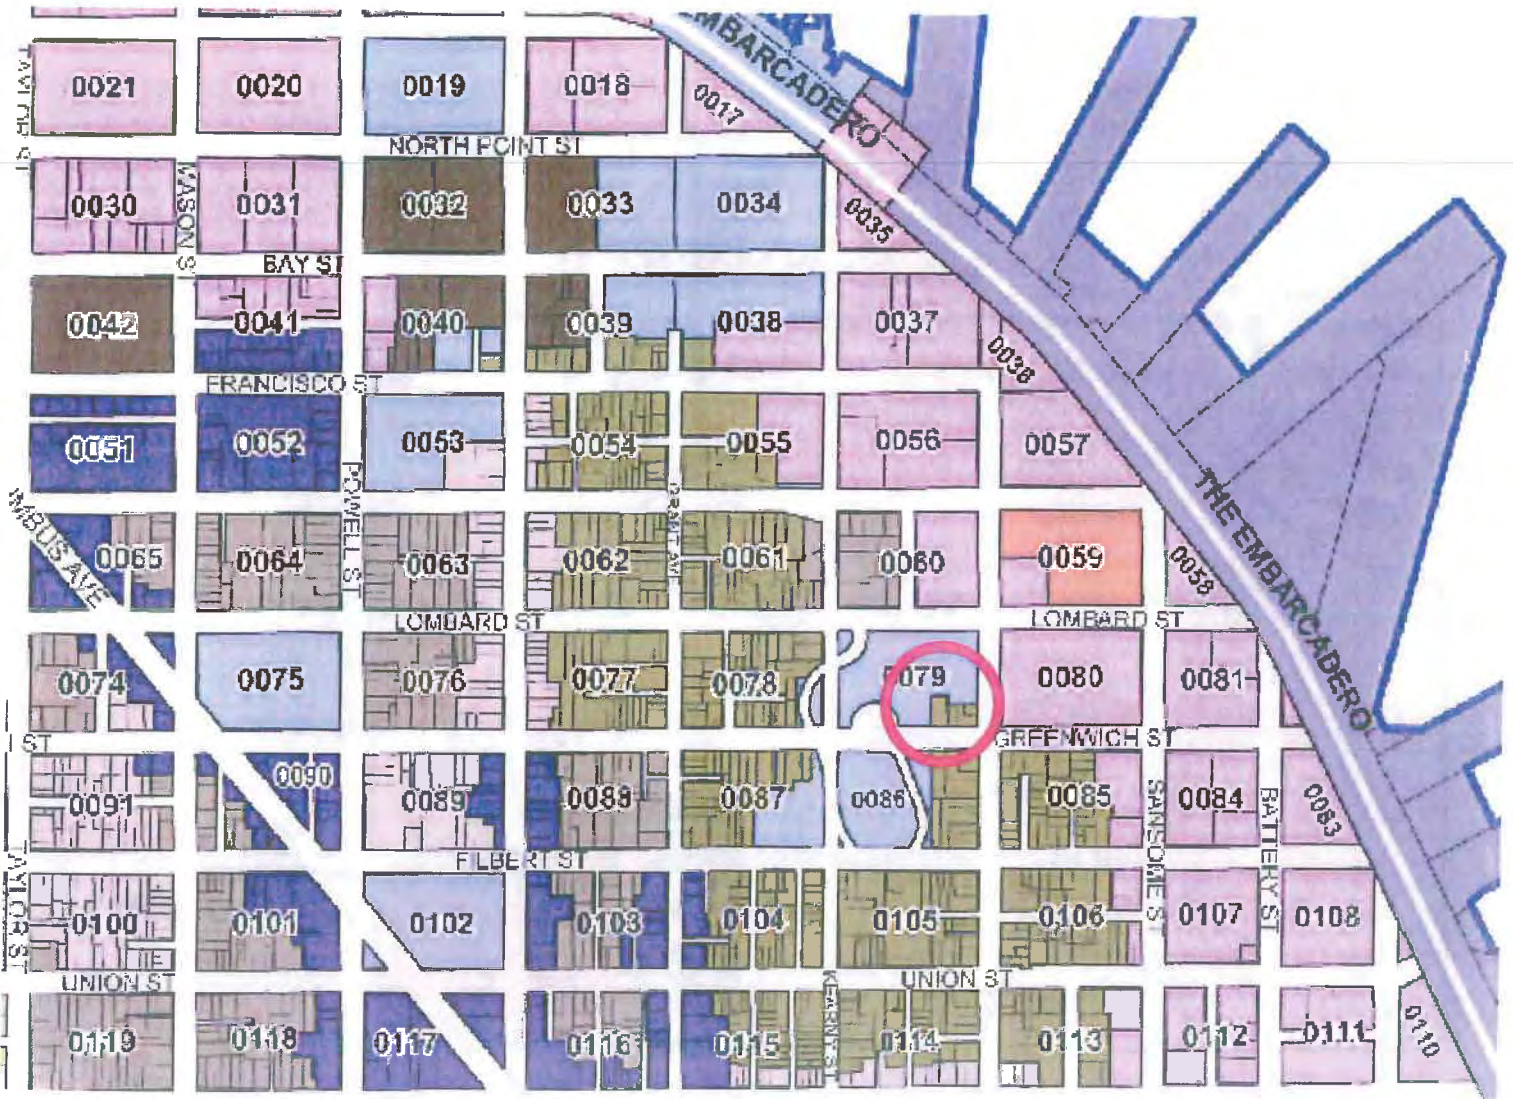 EMBARCADERO
0021 0020 0019 0018 0017
TAYLOR ST
NORTH POINT ST
0030 0031 0032 0033 0034 0035
MASON ST
BAY ST
0042 0041 0040 0039 0038 0037 0036
FRANCISCO ST
0051 0052 0053 0054 0055 0056 0057
POWELL ST
GRANT AVE
THE EMBARCADERO
MBUS AVE
0065 0064 0063 0062 0061 0060 0059 0058
LOMBARD ST
LOMBARD ST
0074 0075 0076 0077 0078 0079 0080 0081
ST
GREENWICH ST
0091 0090 0089 0088 0087 0086 0085 0084 0083
SANSOME ST
BATTERY ST
FILBERT ST
TAYLOR ST
0100 0101 0102 0103 0104 0105 0106 0107 0108
UNION ST
UNION ST
KEARNY ST
0119 0118 0117 0116 0115 0114 0113 0112 0111 0110